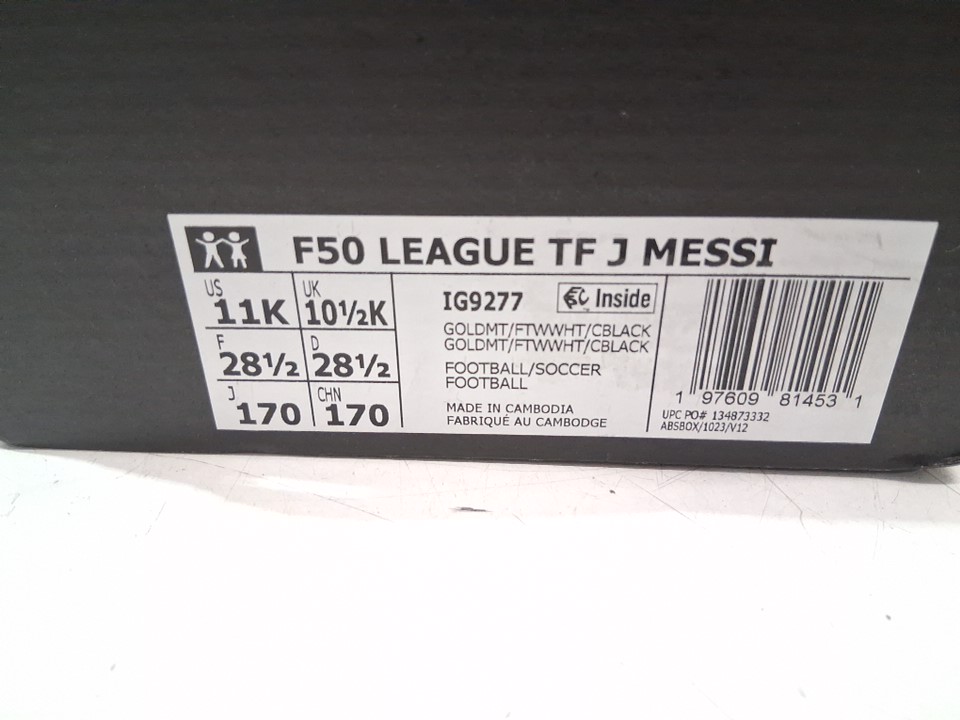 F50 LEAGUE TF J MESSI
US 11K UK 10½K
F 28½ D 28½
J 170 CHN 170
IG9277 Inside
GOLDMT/FTWWHT/CBLACK
GOLDMT/FTWWHT/CBLACK
FOOTBALL/SOCCER
FOOTBALL
MADE IN CAMBODIA
FABRIQUÉ AU CAMBODGE
1 97609 81453 1
UPC PO# 134873332
ABSBOX/1023/V12